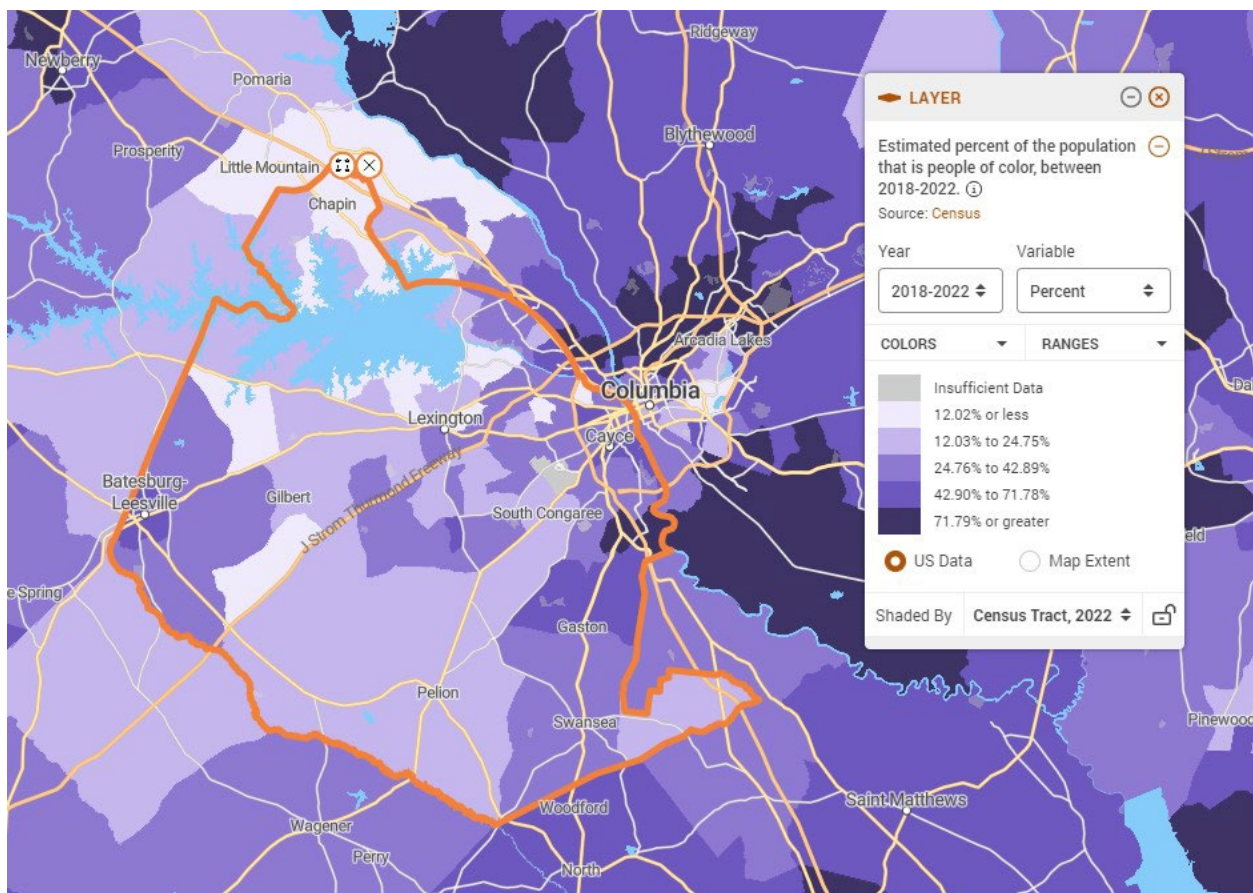 Ridgeway
Newberry
Pomaria
LAYER
Blythewood
Estimated percent of the population
that is people of color, between
2018-2022.
Prosperity
Little Mountain
Source: Census
Chapin
Year
Variable
2018-2022
Percent
COLORS
RANGES
Arcadia Lakes
Insufficient Data
Columbia
12.02% or less
Lexington
12.03% to 24.75%
Cayce
24.76% to 42.89%
J Strom Thurmond Freeway
Batesburg-
Leesville
Gilbert
42.90% to 71.78%
South Congaree
71.79% or greater
US Data
Map Extent
e Spring
Shaded By
Census Tract, 2022
Gaston
Pelion
Swansea
Pinewood
Woodford
Saint Matthews
Wagener
Perry
North